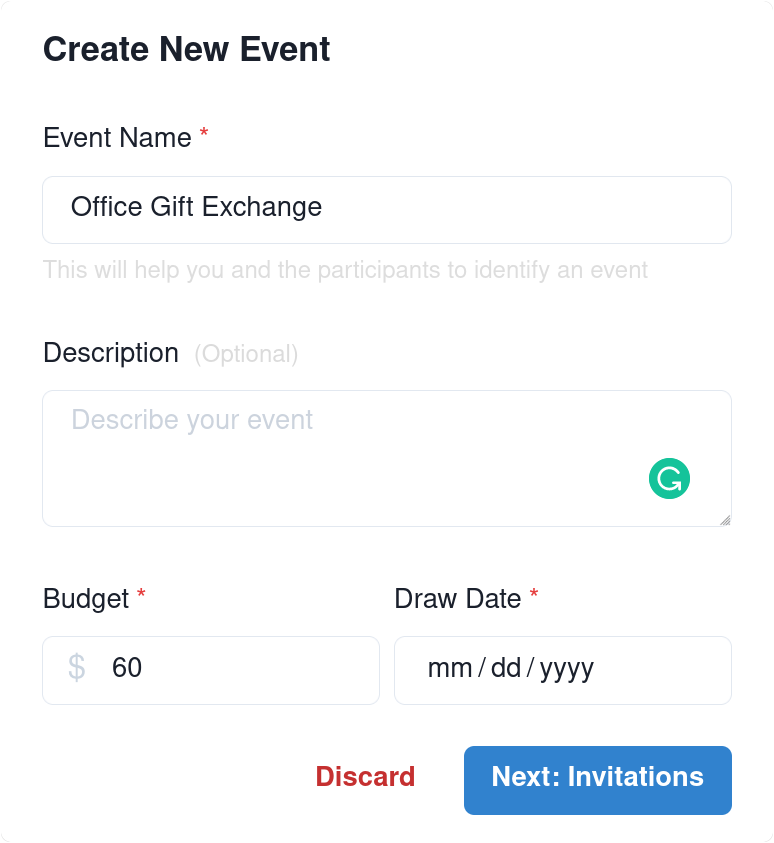 Create New Event
Event Name *
Office Gift Exchange
This will help you and the participants to identify an event
Description (Optional)
Describe your event
Budget * Draw Date *
$ 60 mm / dd / yyyy
Discard Next: Invitations